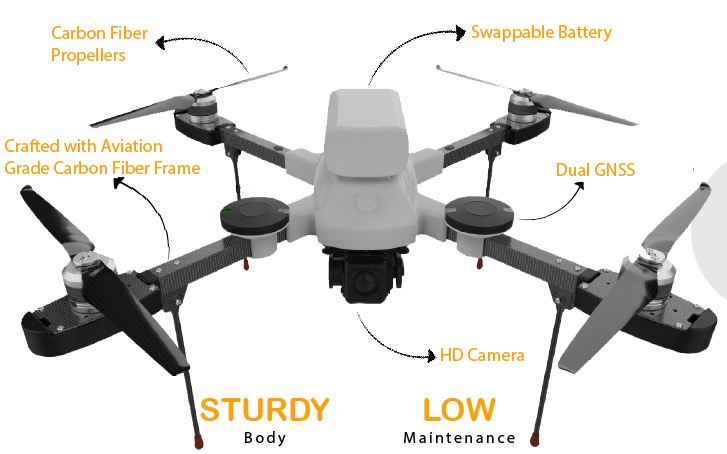 Carbon Fiber
Propellers
Swappable Battery
Crafted with Aviation
Grade Carbon Fiber Frame
Dual GNSS
HD Camera
STURDY
Body
LOW
Maintenance